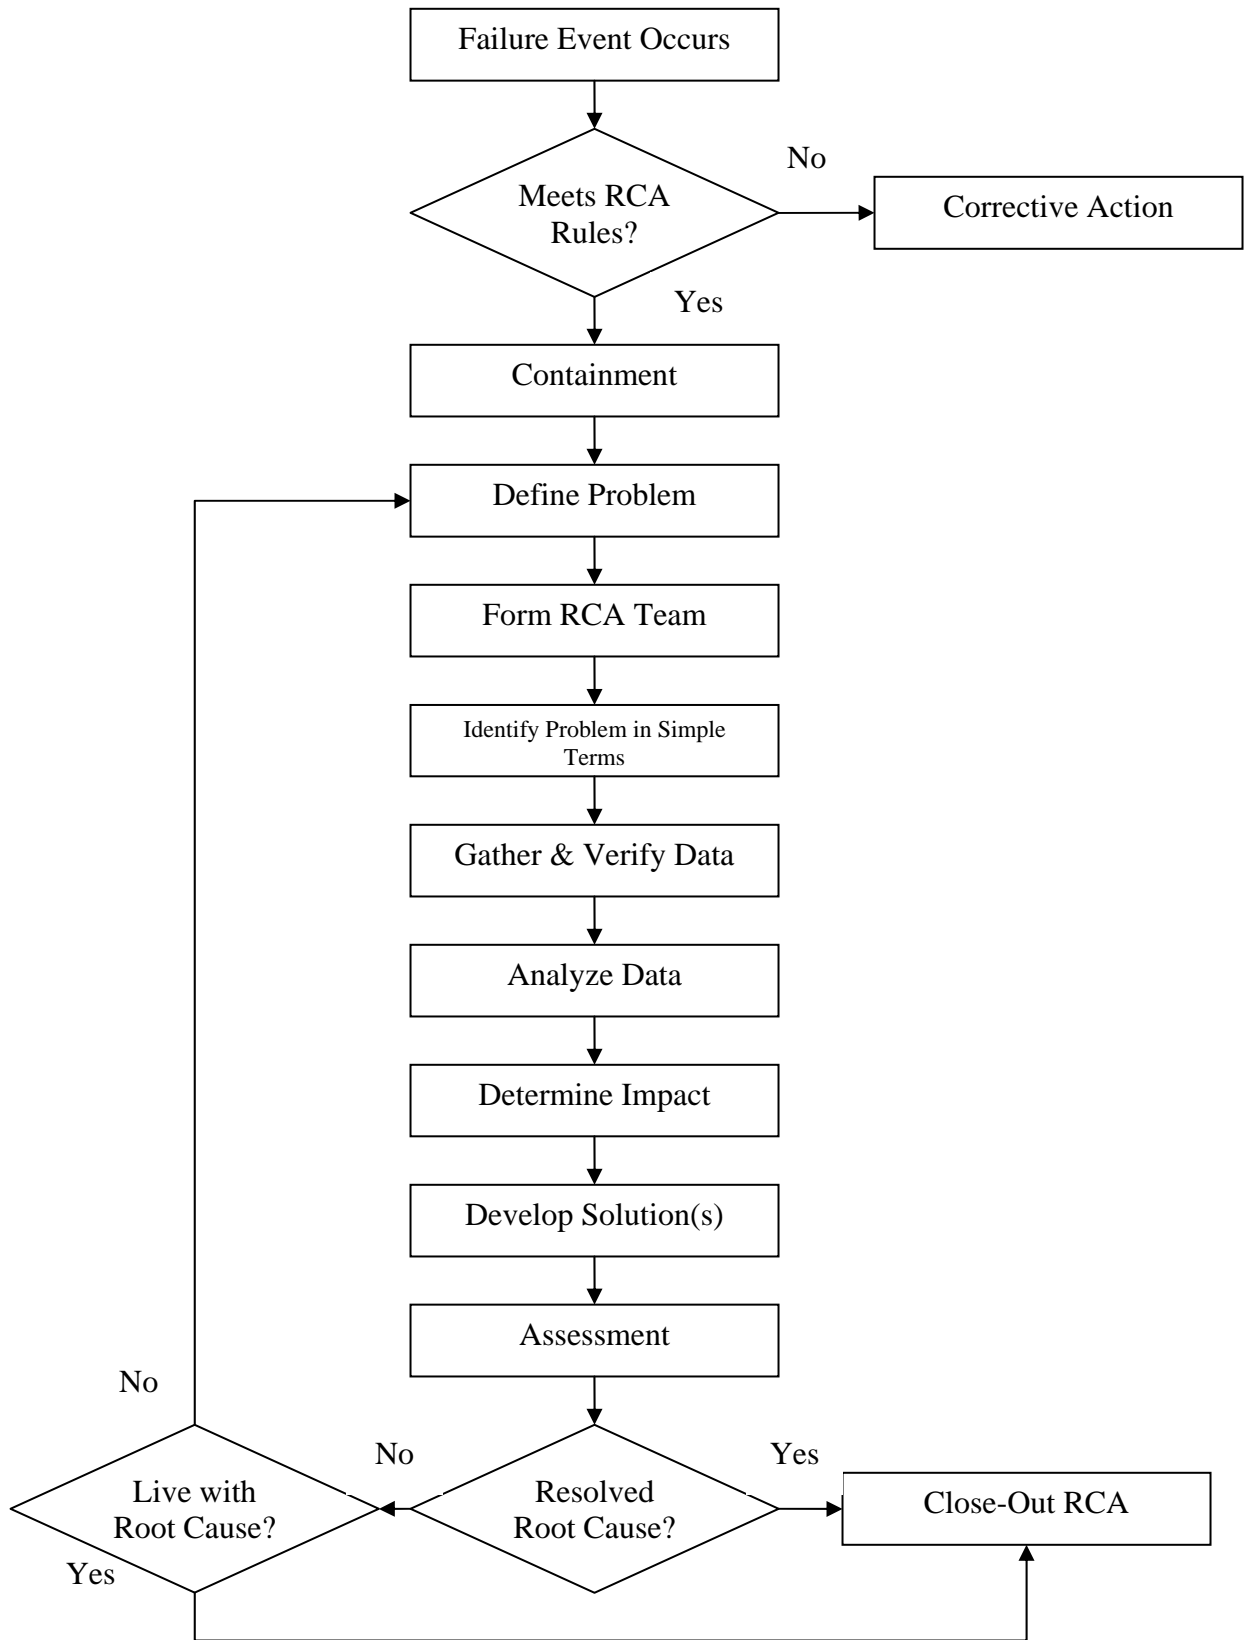 Failure Event Occurs
No
Meets RCA
Rules?
Corrective Action
Yes
Containment
Define Problem
Form RCA Team
Identify Problem in Simple
Terms
Gather & Verify Data
Analyze Data
Determine Impact
Develop Solution(s)
Assessment
No
No
Yes
Live with
Root Cause?
Resolved
Root Cause?
Close-Out RCA
Yes